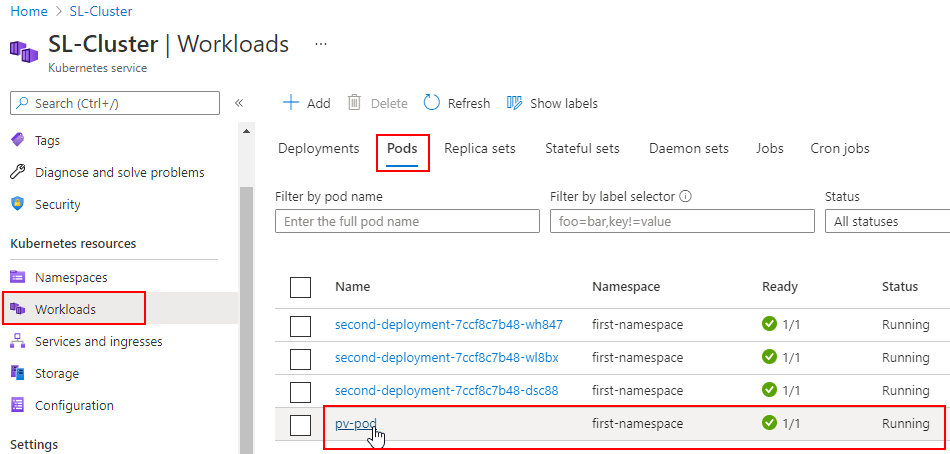 Home > SL-Cluster
SL-Cluster | Workloads ...
Kubernetes service
Search (Ctrl+/) «
Tags
Diagnose and solve problems
Security
Kubernetes resources
Namespaces
Workloads
Services and ingresses
Storage
Configuration
Settings
Add Delete Refresh Show labels
Deployments Pods Replica sets Stateful sets Daemon sets Jobs Cron jobs
Filter by pod name Filter by label selector Status
Enter the full pod name foo=bar,key!=value All statuses
Name Namespace Ready Status
second-deployment-7ccf8c7b48-wh847 first-namespace 1/1 Running
second-deployment-7ccf8c7b48-wl8bx first-namespace 1/1 Running
second-deployment-7ccf8c7b48-dsc88 first-namespace 1/1 Running
pv-pod first-namespace 1/1 Running